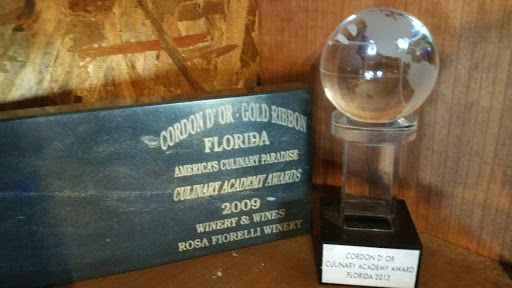 CORDON D' OR - GOLD RIBBON
FLORIDA
AMERICA'S CULINARY PARADISE
CULINARY ACADEMY AWARDS
2009
WINERY & WINES
ROSA FIORELLI WINERY
CORDON D' OR
CULINARY ACADEMY AWARD
FLORIDA 2013